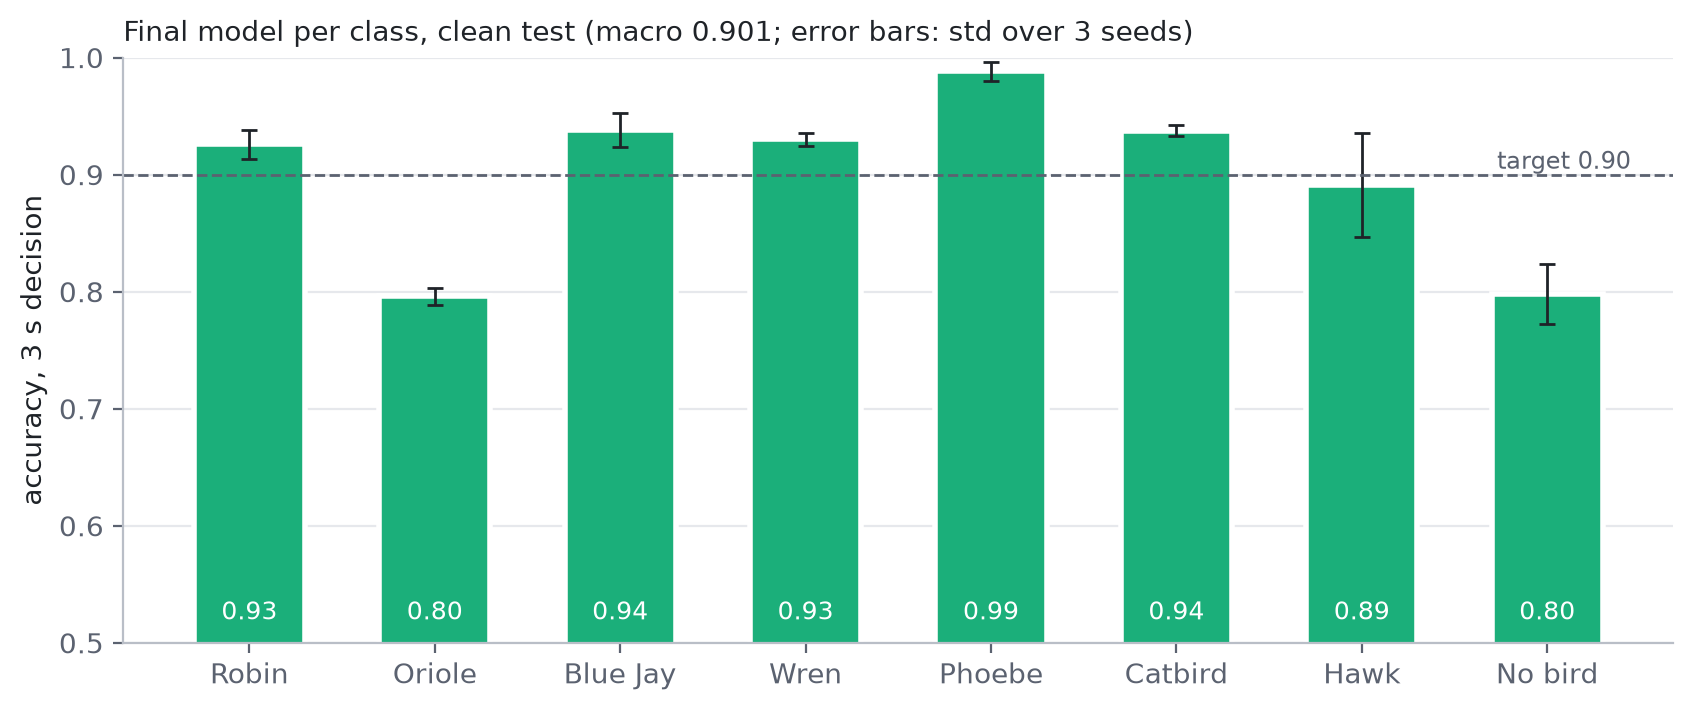 Final model per class, clean test (macro 0.901; error bars: std over 3 seeds)
accuracy, 3 s decision
1.0
0.9
0.8
0.7
0.6
0.5
target 0.90
0.93 0.80 0.94 0.93 0.99 0.94 0.89 0.80
Robin Oriole Blue Jay Wren Phoebe Catbird Hawk No bird